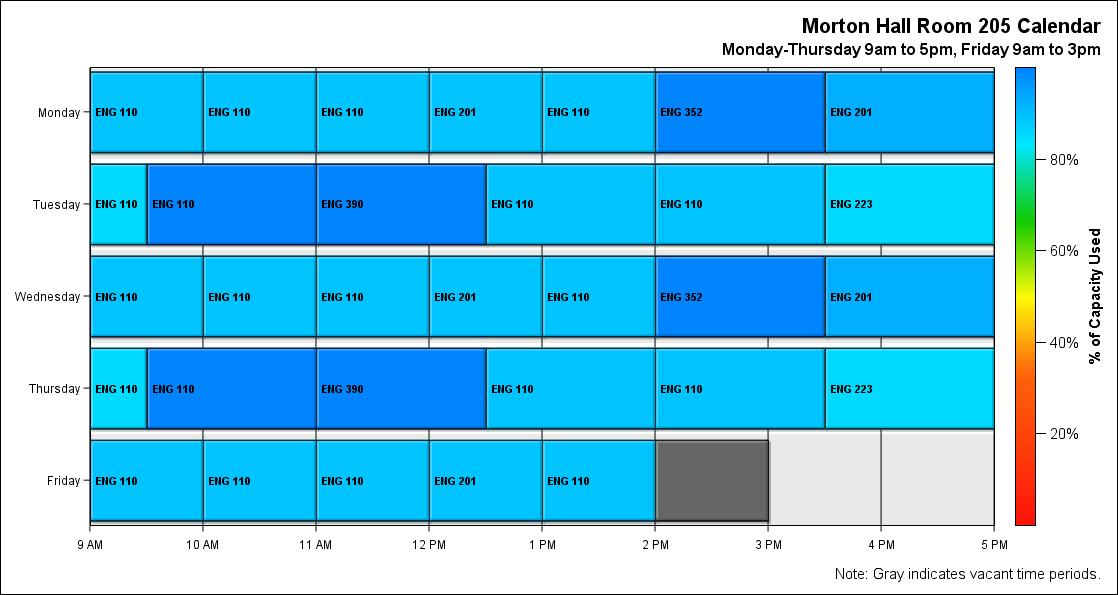 Morton Hall Room 205 Calendar
Monday-Thursday 9am to 5pm, Friday 9am to 3pm
Monday ENG 110 ENG 110 ENG 110 ENG 201 ENG 110 ENG 352 ENG 201
Tuesday ENG 110 ENG 110 ENG 390 ENG 110 ENG 110 ENG 223
Wednesday ENG 110 ENG 110 ENG 110 ENG 201 ENG 110 ENG 352 ENG 201
Thursday ENG 110 ENG 110 ENG 390 ENG 110 ENG 110 ENG 223
Friday ENG 110 ENG 110 ENG 110 ENG 201 ENG 110
9 AM 10 AM 11 AM 12 PM 1 PM 2 PM 3 PM 4 PM 5 PM
80%
60%
40%
20%
% of Capacity Used
Note: Gray indicates vacant time periods.